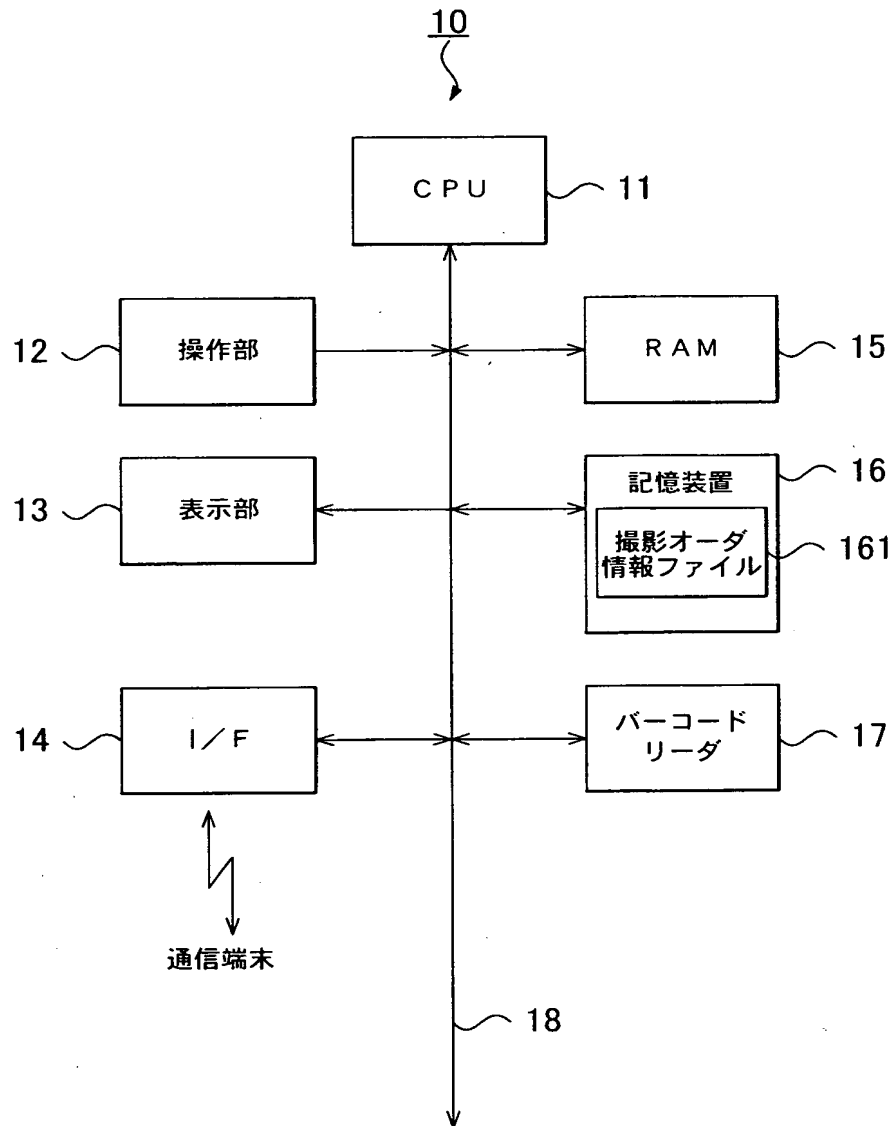 10
CPU
11
12
操作部
RAM
15
13
表示部
記憶装置
16
撮影オーダ
情報ファイル
161
14
I/F
バーコード
リーダ
17
通信端末
18